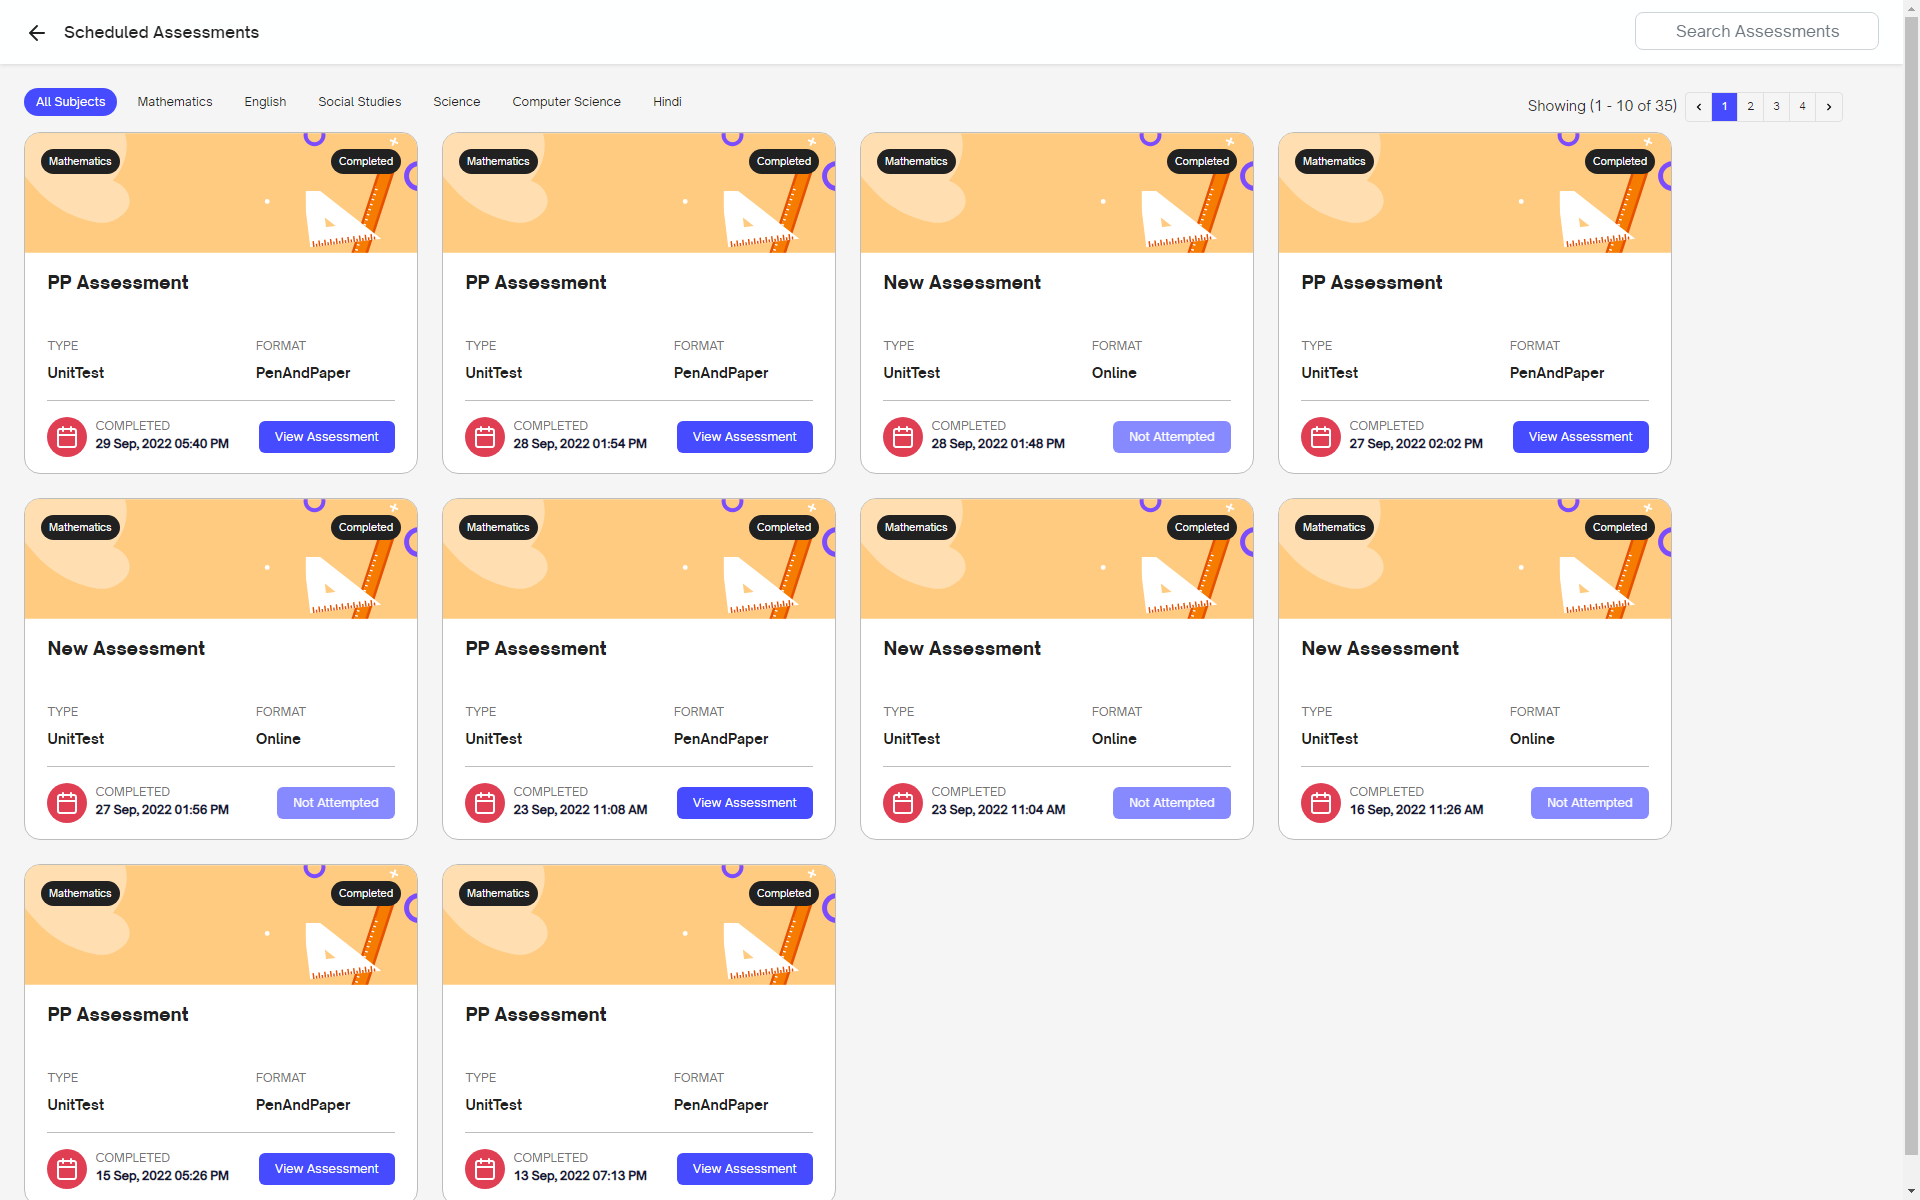 Scheduled Assessments
Search Assessments
All Subjects Mathematics English Social Studies Science Computer Science Hindi
Showing (1 - 10 of 35) 1 2 3 4
Mathematics Completed Mathematics Completed Mathematics Completed Mathematics Completed
PP Assessment PP Assessment New Assessment PP Assessment
TYPE FORMAT TYPE FORMAT TYPE FORMAT TYPE FORMAT
UnitTest PenAndPaper UnitTest PenAndPaper UnitTest Online UnitTest PenAndPaper
COMPLETED COMPLETED COMPLETED COMPLETED
29 Sep, 2022 05:40 PM View Assessment 28 Sep, 2022 01:54 PM View Assessment 28 Sep, 2022 01:48 PM Not Attempted 27 Sep, 2022 02:02 PM View Assessment
Mathematics Completed Mathematics Completed Mathematics Completed Mathematics Completed
New Assessment PP Assessment New Assessment New Assessment
TYPE FORMAT TYPE FORMAT TYPE FORMAT TYPE FORMAT
UnitTest Online UnitTest PenAndPaper UnitTest Online UnitTest Online
COMPLETED COMPLETED COMPLETED COMPLETED
27 Sep, 2022 01:56 PM Not Attempted 23 Sep, 2022 11:08 AM View Assessment 23 Sep, 2022 11:04 AM Not Attempted 16 Sep, 2022 11:26 AM Not Attempted
Mathematics Completed Mathematics Completed
PP Assessment PP Assessment
TYPE FORMAT TYPE FORMAT
UnitTest PenAndPaper UnitTest PenAndPaper
COMPLETED COMPLETED
15 Sep, 2022 05:26 PM View Assessment 13 Sep, 2022 07:13 PM View Assessment